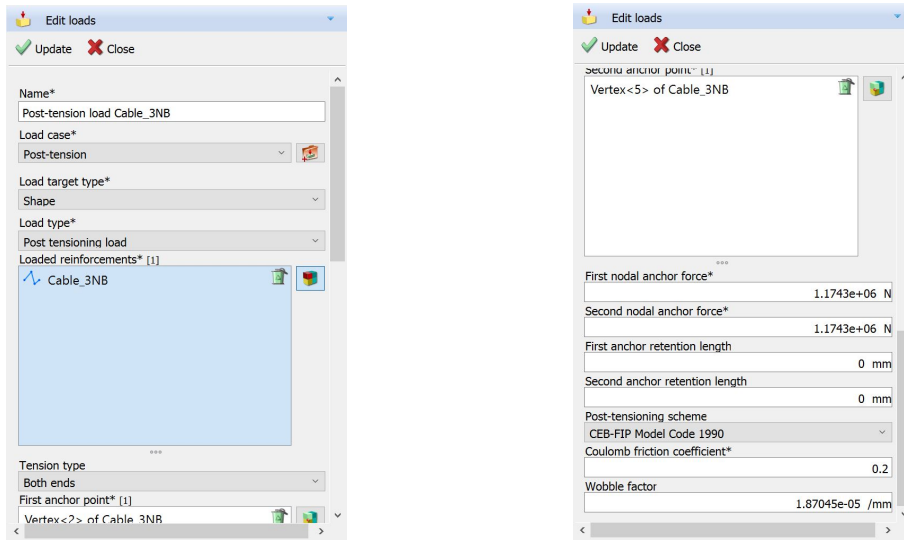 Edit loads
Update Close
Name*
Post-tension load Cable_3NB
Load case*
Post-tension
Load target type*
Shape
Load type*
Post tensioning load
Loaded reinforcements* [1]
Cable_3NB
Tension type
Both ends
First anchor point* [1]
Vertex<2> of Cable_3NB
Edit loads
Update Close
Second anchor point* [1]
Vertex<5> of Cable_3NB
First nodal anchor force*
1.1743e+06 N
Second nodal anchor force*
1.1743e+06 N
First anchor retention length
0 mm
Second anchor retention length
0 mm
Post-tensioning scheme
CEB-FIP Model Code 1990
Coulomb friction coefficient*
0.2
Wobble factor
1.87045e-05 /mm